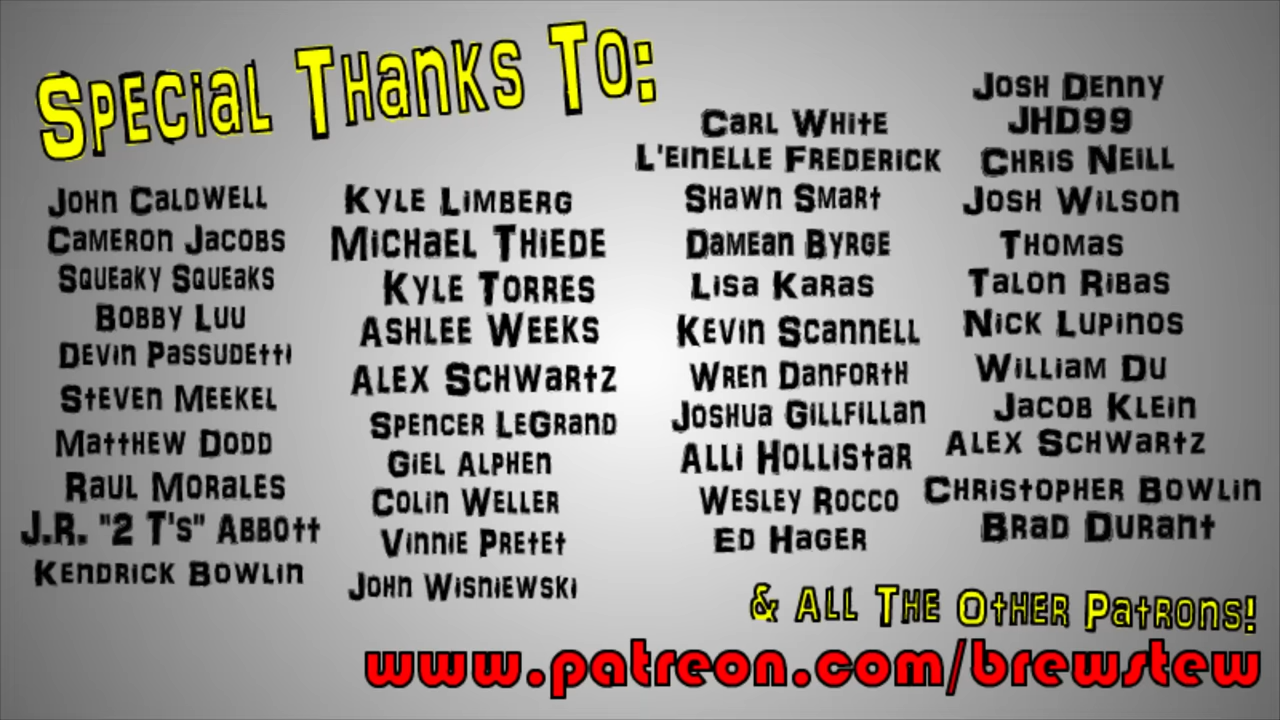 Special Thanks To:
John Caldwell
Cameron Jacobs
Squeaky Squeaks
Bobby Luu
Devin Passudetti
Steven Meekel
Matthew Dodd
Raul Morales
J.R. "2 T's" Abbott
Kendrick Bowlin
Kyle Limberg
Michael Thiede
Kyle Torres
Ashlee Weeks
Alex Schwartz
Spencer LeGrand
Giel Alphen
Colin Weller
Vinnie Pretet
John Wisniewski
Carl White
L'einelle Frederick
Shawn Smart
Damean Byrge
Lisa Karas
Kevin Scannell
Wren Danforth
Joshua Gillfillan
Alli Hollistar
Wesley Rocco
Ed Hager
Josh Denny
JHD99
Chris Neill
Josh Wilson
Thomas
Talon Ribas
Nick Lupinos
William Du
Jacob Klein
Alex Schwartz
Christopher Bowlin
Brad Durant
& All The Other Patrons!
www.patreon.com/brewstew